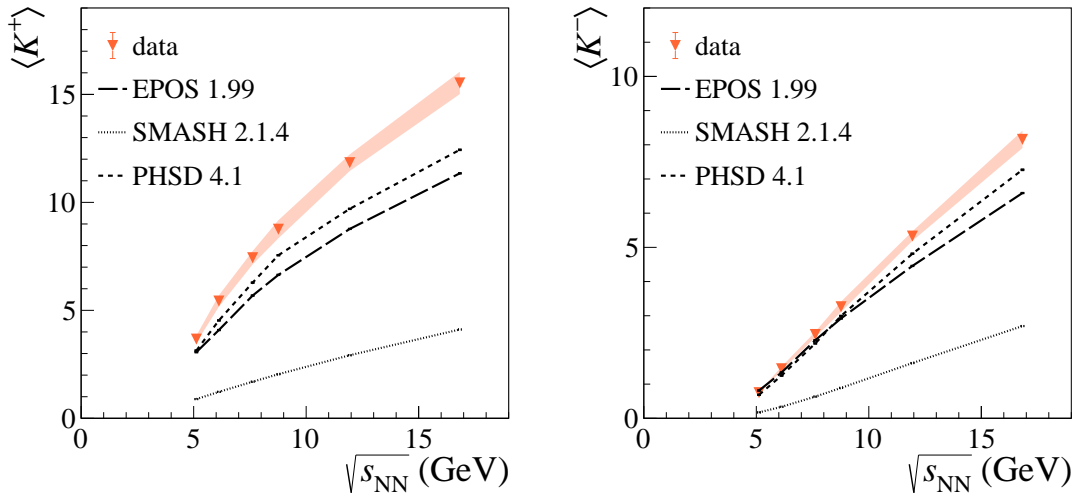 ⟨K⁺⟩
15
10
5
0
data
EPOS 1.99
SMASH 2.1.4
PHSD 4.1
0 5 10 15
√sNN (GeV)
⟨K⁻⟩
10
5
0
data
EPOS 1.99
SMASH 2.1.4
PHSD 4.1
0 5 10 15
√sNN (GeV)